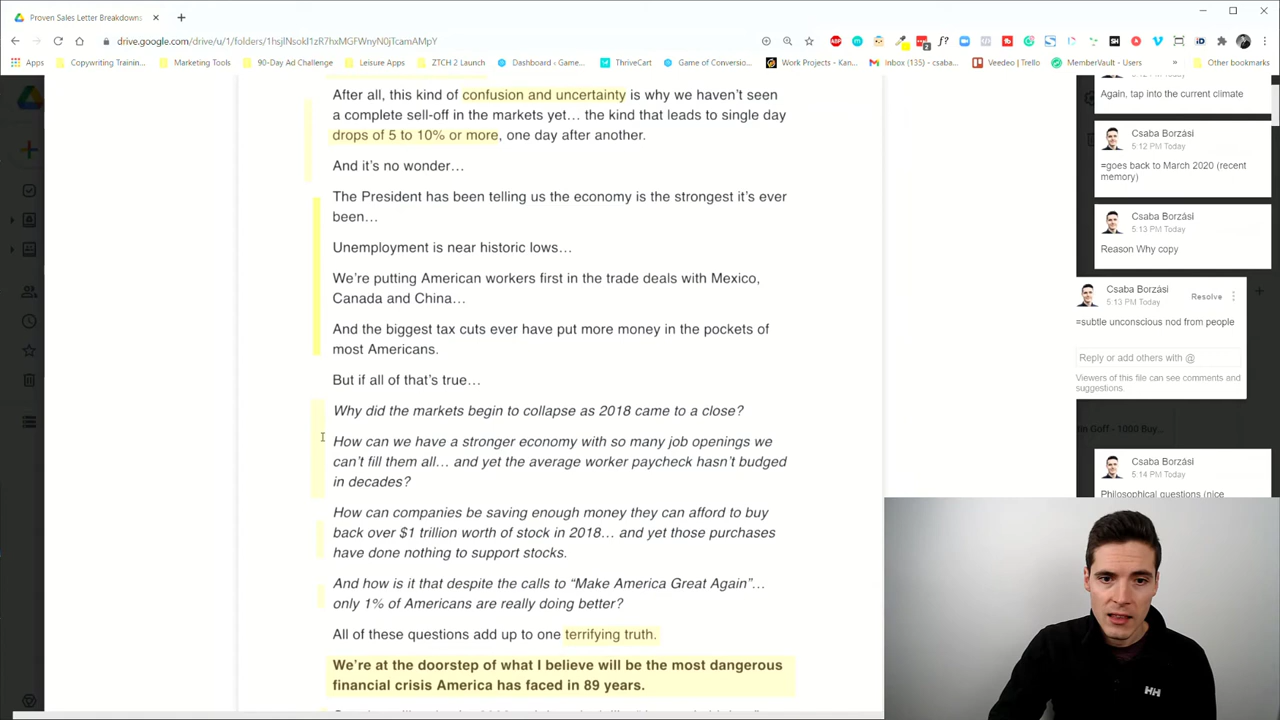 Proven Sales Letter Breakdowns
drive.google.com/drive/u/1/folders/1hsjlNsold1zR7hxMGFWnyN0jTcamAMpY
Apps
Copywriting Trainin...
Marketing Tools
90-Day Ad Challenge
Leisure Apps
ZTCH 2 Launch
Dashboard ‹ Game...
ThriveCart
Game of Conversio...
Work Projects - Kan...
Inbox (135) - csaba...
Veedeo | Trello
MemberVault: Mem...
»
Other bookmarks
After all, this kind of confusion and uncertainty is why we haven’t seen
a complete sell-off in the markets yet… the kind that leads to single day
drops of 5 to 10% or more, one day after another.
And it’s no wonder…
The President has been telling us the economy is the strongest it’s ever
been…
Unemployment is near historic lows…
We’re putting American workers first in the trade deals with Mexico,
Canada and China…
And the biggest tax cuts ever have put more money in the pockets of
most Americans.
But if all of that’s true…
Why did the markets begin to collapse as 2018 came to a close?
How can we have a stronger economy with so many job openings we
can’t fill them all… and yet the average worker paycheck hasn’t budged
in decades?
How can companies be saving enough money they can afford to buy
back over $1 trillion worth of stock in 2018… and yet those purchases
have done nothing to support stocks.
And how is it that despite the calls to “Make America Great Again”…
only 1% of Americans are really doing better?
All of these questions add up to one terrifying truth.
We’re at the doorstep of what I believe will be the most dangerous
financial crisis America has faced in 89 years.
5:12 PM Today
Again, tap into the current climate
Csaba Borzási
5:12 PM Today
=goes back to March 2020 (recent
memory)
Csaba Borzási
5:13 PM Today
Reason Why copy
Csaba Borzási
5:13 PM Today
Resolve
=subtle unconscious nod from people
Reply or add others with @
Viewers of this file can see comments and
suggestions.
Goff - 1000 Buy...
Csaba Borzási
5:14 PM Today
Philosophical questions (nice
HH